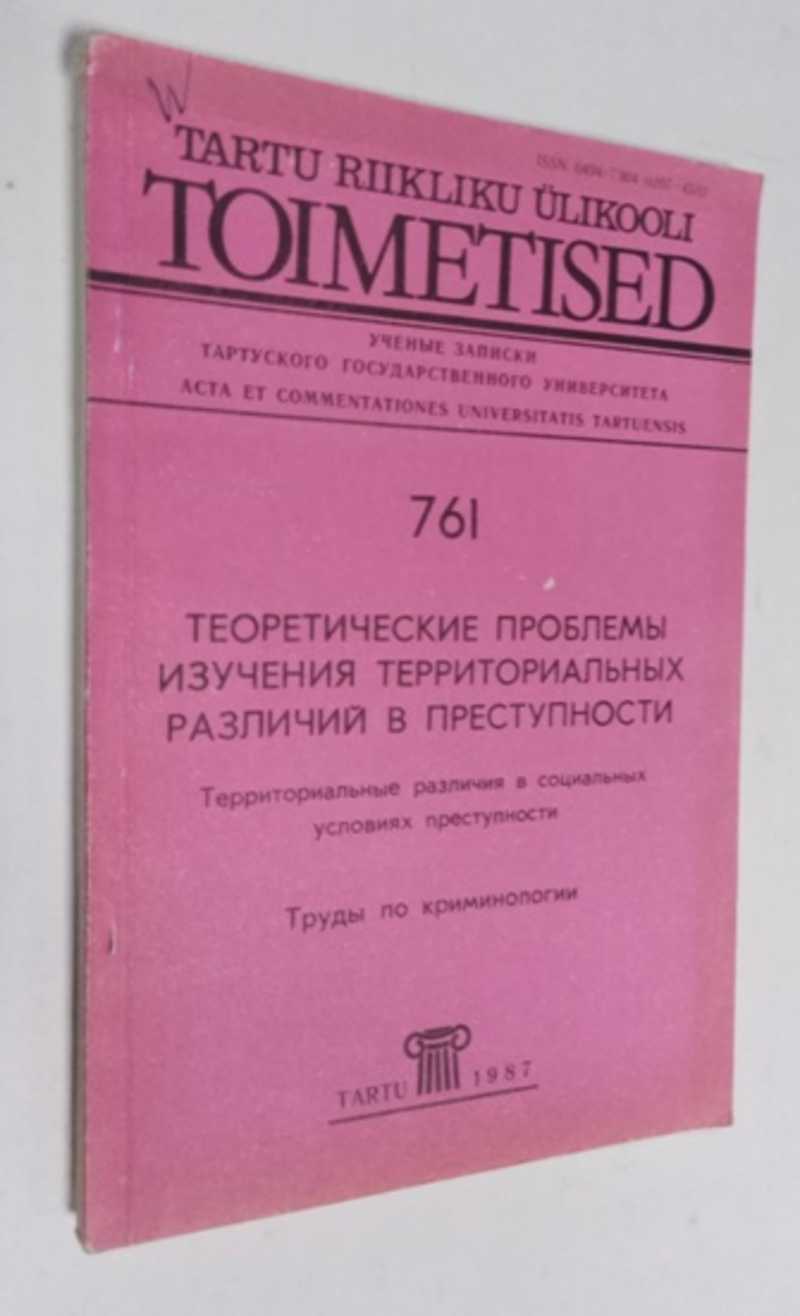 ISSN
TARTU RIIKLIKU ÜLIKOOLI
TOIMETISED
УЧЕНЫЕ ЗАПИСКИ
ТАРТУСКОГО ГОСУДАРСТВЕННОГО УНИВЕРСИТЕТА
ACTA ET COMMENTATIONES UNIVERSITATIS TARTUENSIS
761
ТЕОРЕТИЧЕСКИЕ ПРОБЛЕМЫ
ИЗУЧЕНИЯ ТЕРРИТОРИАЛЬНЫХ
РАЗЛИЧИЙ В ПРЕСТУПНОСТИ
Территориальные различия в социальных
условиях преступности
Труды по криминологии
TARTU 1987